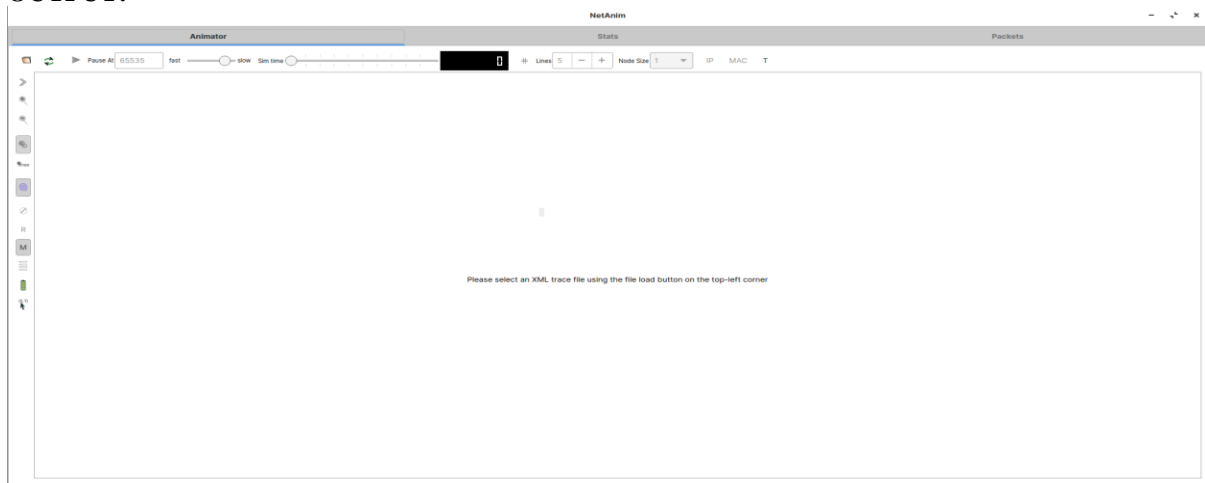 NetAnim
Animator Stats Packets
Pause At 65535 fast slow Sim time 0 Lines 5 Node Size 1 IP MAC T
R
M
Please select an XML trace file using the file load button on the top-left corner